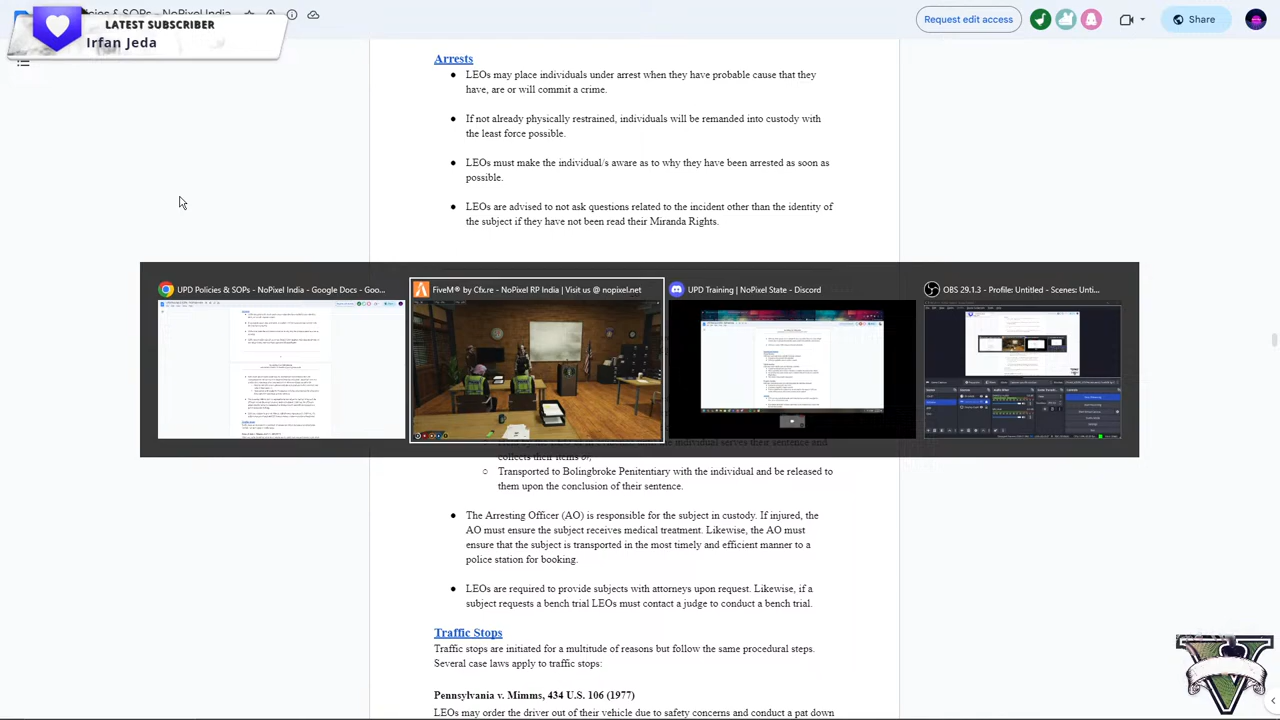 LATEST SUBSCRIBER
Irfan Jeda
& SOPs - NoPixel India
Request edit access
Share
Arrests
● LEOs may place individuals under arrest when they have probable cause that they
have, are or will commit a crime.
● If not already physically restrained, individuals will be remanded into custody with
the least force possible.
● LEOs must make the individual/s aware as to why they have been arrested as soon as
possible.
● LEOs are advised to not ask questions related to the incident other than the identity of
the subject if they have not been read their Miranda Rights.
UPD Policies & SOPs - NoPixel India - Google Docs - Goo...
FiveM® by Cfx.re - NoPixel RP India | Visit us @ nopixel.net
UPD Training | NoPixel State - Discord
OBS 29.1.3 - Profile: Untitled - Scenes: Unti...
the individual serves their sentence and
collects their items or,
○ Transported to Bolingbroke Penitentiary with the individual and be released to
them upon the conclusion of their sentence.
● The Arresting Officer (AO) is responsible for the subject in custody. If injured, the
AO must ensure the subject receives medical treatment. Likewise, the AO must
ensure that the subject is transported in the most timely and efficient manner to a
police station for booking.
● LEOs are required to provide subjects with attorneys upon request. Likewise, if a
subject requests a bench trial LEOs must contact a judge to conduct a bench trial.
Traffic Stops
Traffic stops are initiated for a multitude of reasons but follow the same procedural steps.
Several case laws apply to traffic stops:
Pennsylvania v. Mimms, 434 U.S. 106 (1977)
LEOs may order the driver out of their vehicle due to safety concerns and conduct a pat down